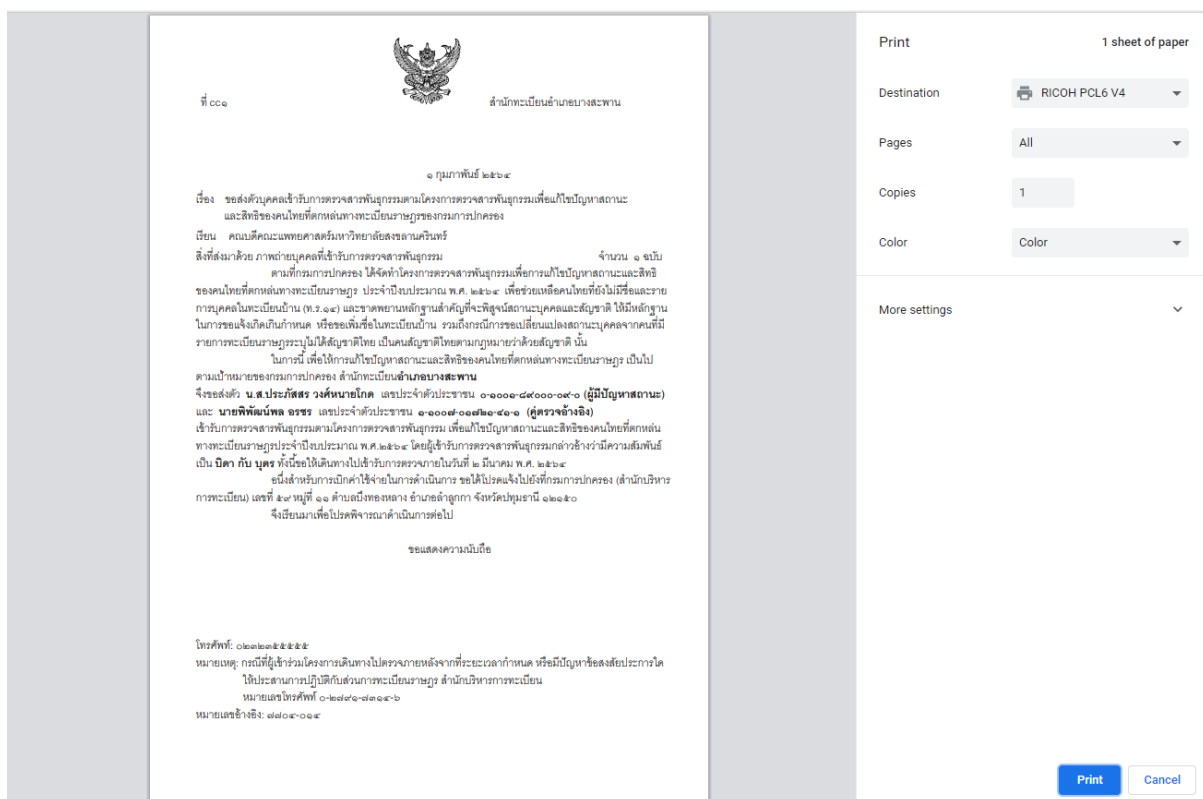 Print
1 sheet of paper
Destination
RICOH PCL6 V4
Pages
All
Copies
1
Color
Color
More settings
Print
Cancel
ที่ ๘๘๑
สำนักทะเบียนอำเภอบางสะพาน
๑ กุมภาพันธ์ ๒๕๖๔
เรื่อง ขอส่งตัวบุคคลเข้ารับการตรวจสารพันธุกรรมตามโครงการตรวจสารพันธุกรรมเพื่อแก้ไขปัญหาสถานะ
และสิทธิของคนไทยที่ตกหล่นทางทะเบียนราษฎรของกรมการปกครอง
เรียน คณบดีคณะแพทยศาสตร์มหาวิทยาลัยสงขลานครินทร์
สิ่งที่ส่งมาด้วย ภาพถ่ายบุคคลที่เข้ารับการตรวจสารพันธุกรรม จำนวน ๑ ฉบับ
ตามที่กรมการปกครอง ได้จัดทำโครงการตรวจสารพันธุกรรมเพื่อการแก้ไขปัญหาสถานะและสิทธิ
ของคนไทยที่ตกหล่นทางทะเบียนราษฎร ประจำปีงบประมาณ พ.ศ. ๒๕๖๔ เพื่อช่วยเหลือคนไทยที่ยังไม่มีชื่อและราย
การบุคคลในทะเบียนบ้าน (ท.ร.๑๔) และขาดพยานหลักฐานสำคัญที่จะพิสูจน์สถานะบุคคลและสัญชาติ ให้มีหลักฐาน
ในการขอแจ้งเกิดเกินกำหนด หรือขอเพิ่มชื่อในทะเบียนบ้าน รวมถึงกรณีการขอเปลี่ยนแปลงสถานะบุคคลจากคนที่มี
รายการทะเบียนราษฎรระบุไม่ได้สัญชาติไทย เป็นคนสัญชาติไทยตามกฎหมายว่าด้วยสัญชาติ นั้น
ในการนี้ เพื่อให้การแก้ไขปัญหาสถานะและสิทธิของคนไทยที่ตกหล่นทางทะเบียนราษฎร เป็นไป
ตามเป้าหมายของกรมการปกครอง สำนักทะเบียนอำเภอบางสะพาน
จึงขอส่งตัว น.ส.ประภัสสร วงศ์หนายโกด เลขประจำตัวประชาชน ๐-๑๐๐๑-๘๙๐๐๐-๐๙-๐ (ผู้มีปัญหาสถานะ)
และ นายพิพัฒน์พล อรชร เลขประจำตัวประชาชน ๑-๑๐๐๗-๐๑๗๒๑-๔๑-๑ (คู่ตรวจอ้างอิง)
เข้ารับการตรวจสารพันธุกรรมตามโครงการตรวจสารพันธุกรรม เพื่อแก้ไขปัญหาสถานะและสิทธิของคนไทยที่ตกหล่น
ทางทะเบียนราษฎรประจำปีงบประมาณ พ.ศ.๒๕๖๔ โดยผู้เข้ารับการตรวจสารพันธุกรรมกล่าวอ้างว่ามีความสัมพันธ์
เป็น บิดา กับ บุตร ทั้งนี้ขอให้เดินทางไปเข้ารับการตรวจภายในวันที่ ๒ มีนาคม พ.ศ. ๒๕๖๔
อนึ่งสำหรับการเบิกค่าใช้จ่ายในการดำเนินการ ขอได้โปรดแจ้งไปยังที่กรมการปกครอง (สำนักบริหาร
การทะเบียน) เลขที่ ๕๙ หมู่ที่ ๑๑ ตำบลบึงทองหลาง อำเภอลำลูกกา จังหวัดปทุมธานี ๑๒๑๕๐
จึงเรียนมาเพื่อโปรดพิจารณาดำเนินการต่อไป
ขอแสดงความนับถือ
โทรศัพท์: ๐๒๓๒๓๕๕๕๕๕
หมายเหตุ: กรณีที่ผู้เข้าร่วมโครงการเดินทางไปตรวจภายหลังจากที่ระยะเวลากำหนด หรือมีปัญหาข้อสงสัยประการใด
ให้ประสานการปฏิบัติกับส่วนการทะเบียนราษฎร สำนักบริหารการทะเบียน
หมายเลขโทรศัพท์ ๐-๒๗๙๑-๗๓๑๔-๖
หมายเลขอ้างอิง: ๗๗๐๔-๐๑๔